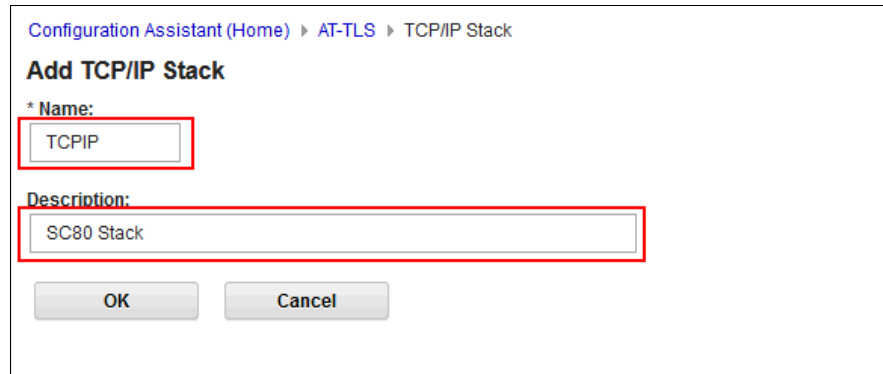 Configuration Assistant (Home) ▸ AT-TLS ▸ TCP/IP Stack
Add TCP/IP Stack
* Name:
TCPIP
Description:
SC80 Stack
OK Cancel